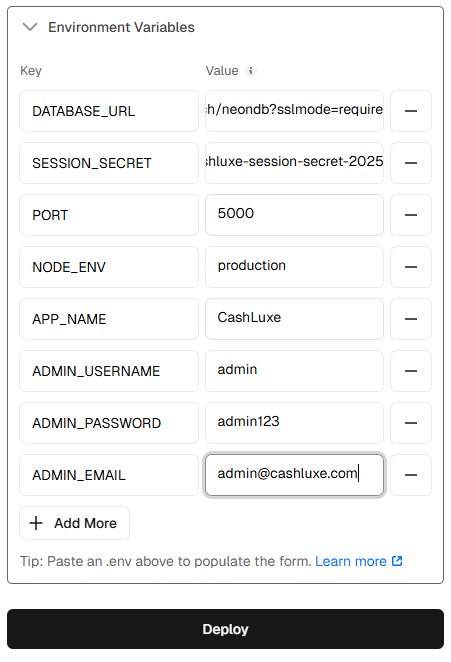 Environment Variables
Key Value
DATABASE_URL h/neondb?sslmode=require
SESSION_SECRET shluxe-session-secret-2025
PORT 5000
NODE_ENV production
APP_NAME CashLuxe
ADMIN_USERNAME admin
ADMIN_PASSWORD admin123
ADMIN_EMAIL admin@cashluxe.com
+ Add More
Tip: Paste an .env above to populate the form. Learn more
Deploy